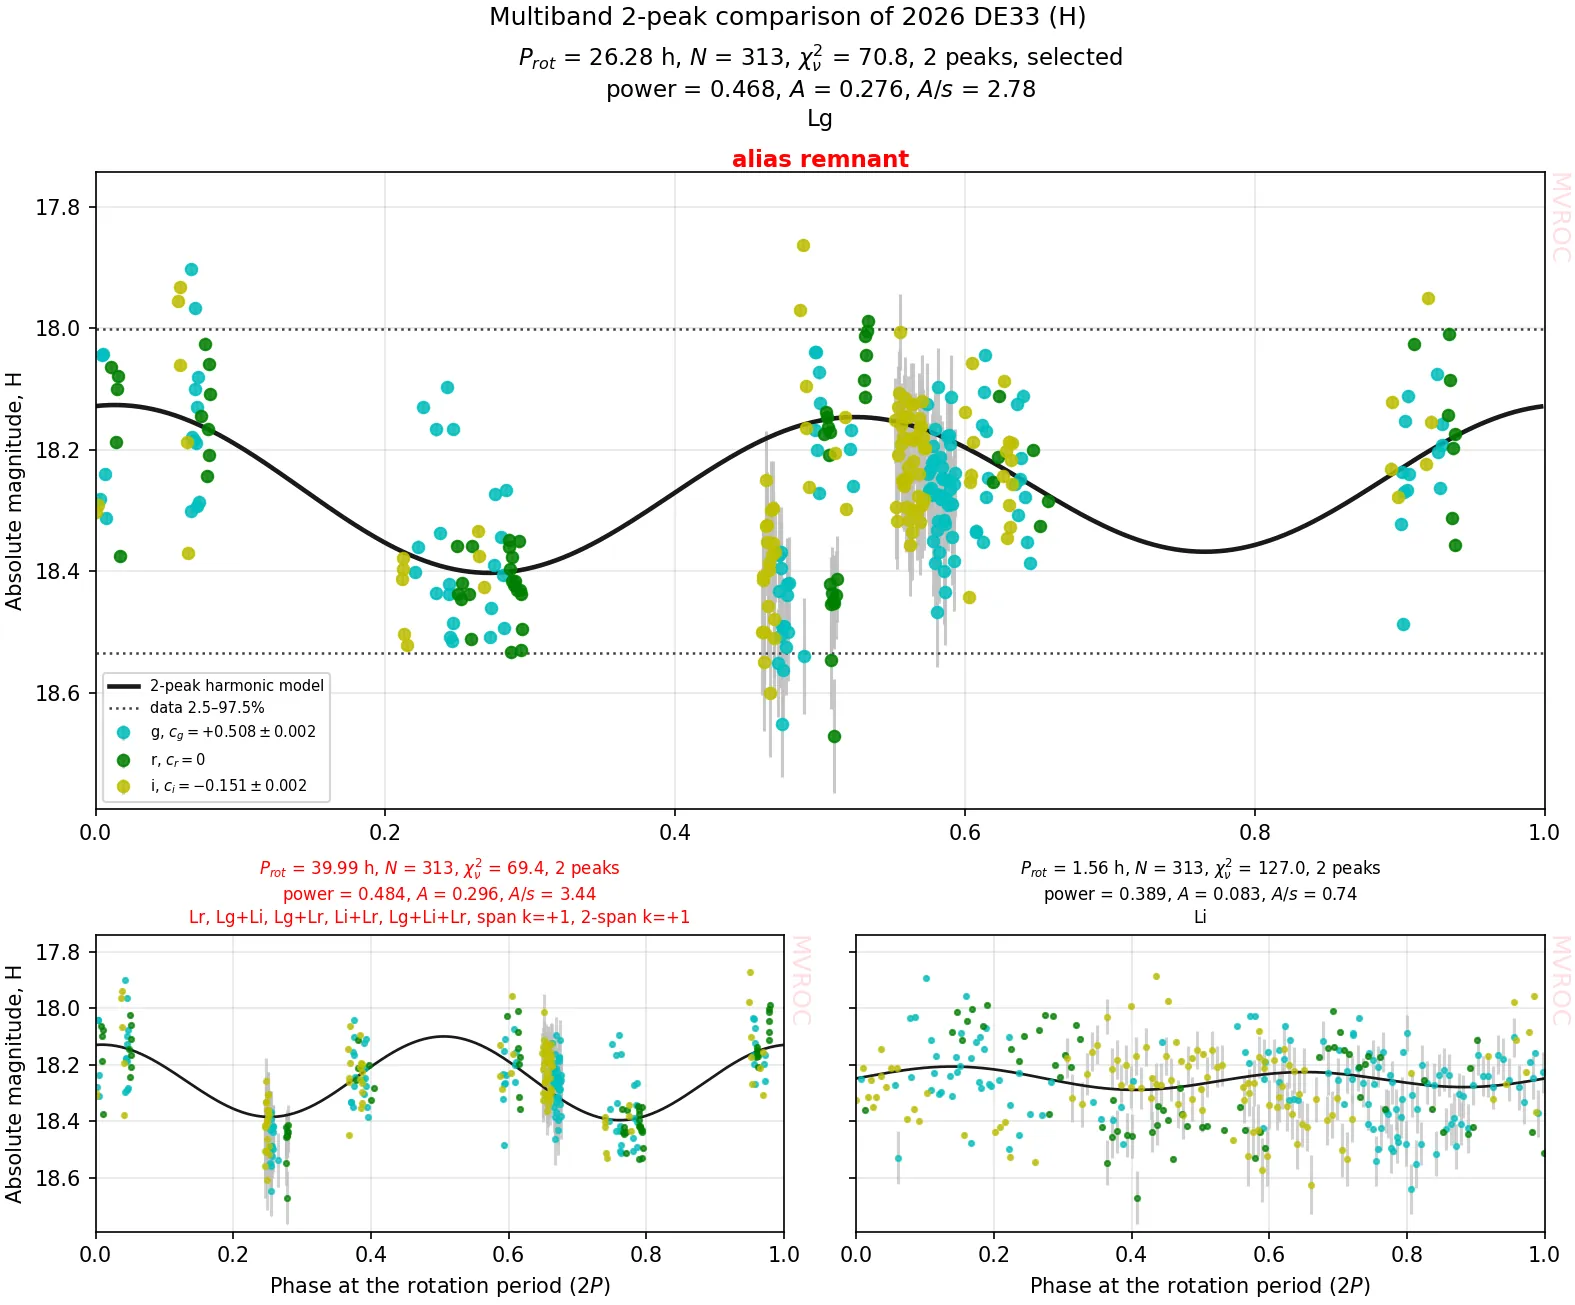 Multiband 2-peak comparison of 2026 DE33 (H)
P_rot = 26.28 h, N = 313, χ²_ν = 70.8, 2 peaks, selected
power = 0.468, A = 0.276, A/s = 2.78
Lg
alias remnant
MVROC
Absolute magnitude, H
17.8
18.0
18.2
18.4
18.6
2-peak harmonic model
data 2.5–97.5%
g, c_g = +0.508 ± 0.002
r, c_r = 0
i, c_i = −0.151 ± 0.002
0.0 0.2 0.4 0.6 0.8 1.0
P_rot = 39.99 h, N = 313, χ²_ν = 69.4, 2 peaks
power = 0.484, A = 0.296, A/s = 3.44
Lr, Lg+Li, Lg+Lr, Li+Lr, Lg+Li+Lr, span k=+1, 2-span k=+1
MVROC
Absolute magnitude, H
17.8
18.0
18.2
18.4
18.6
0.0 0.2 0.4 0.6 0.8 1.0
Phase at the rotation period (2P)
P_rot = 1.56 h, N = 313, χ²_ν = 127.0, 2 peaks
power = 0.389, A = 0.083, A/s = 0.74
Li
MVROC
0.0 0.2 0.4 0.6 0.8 1.0
Phase at the rotation period (2P)